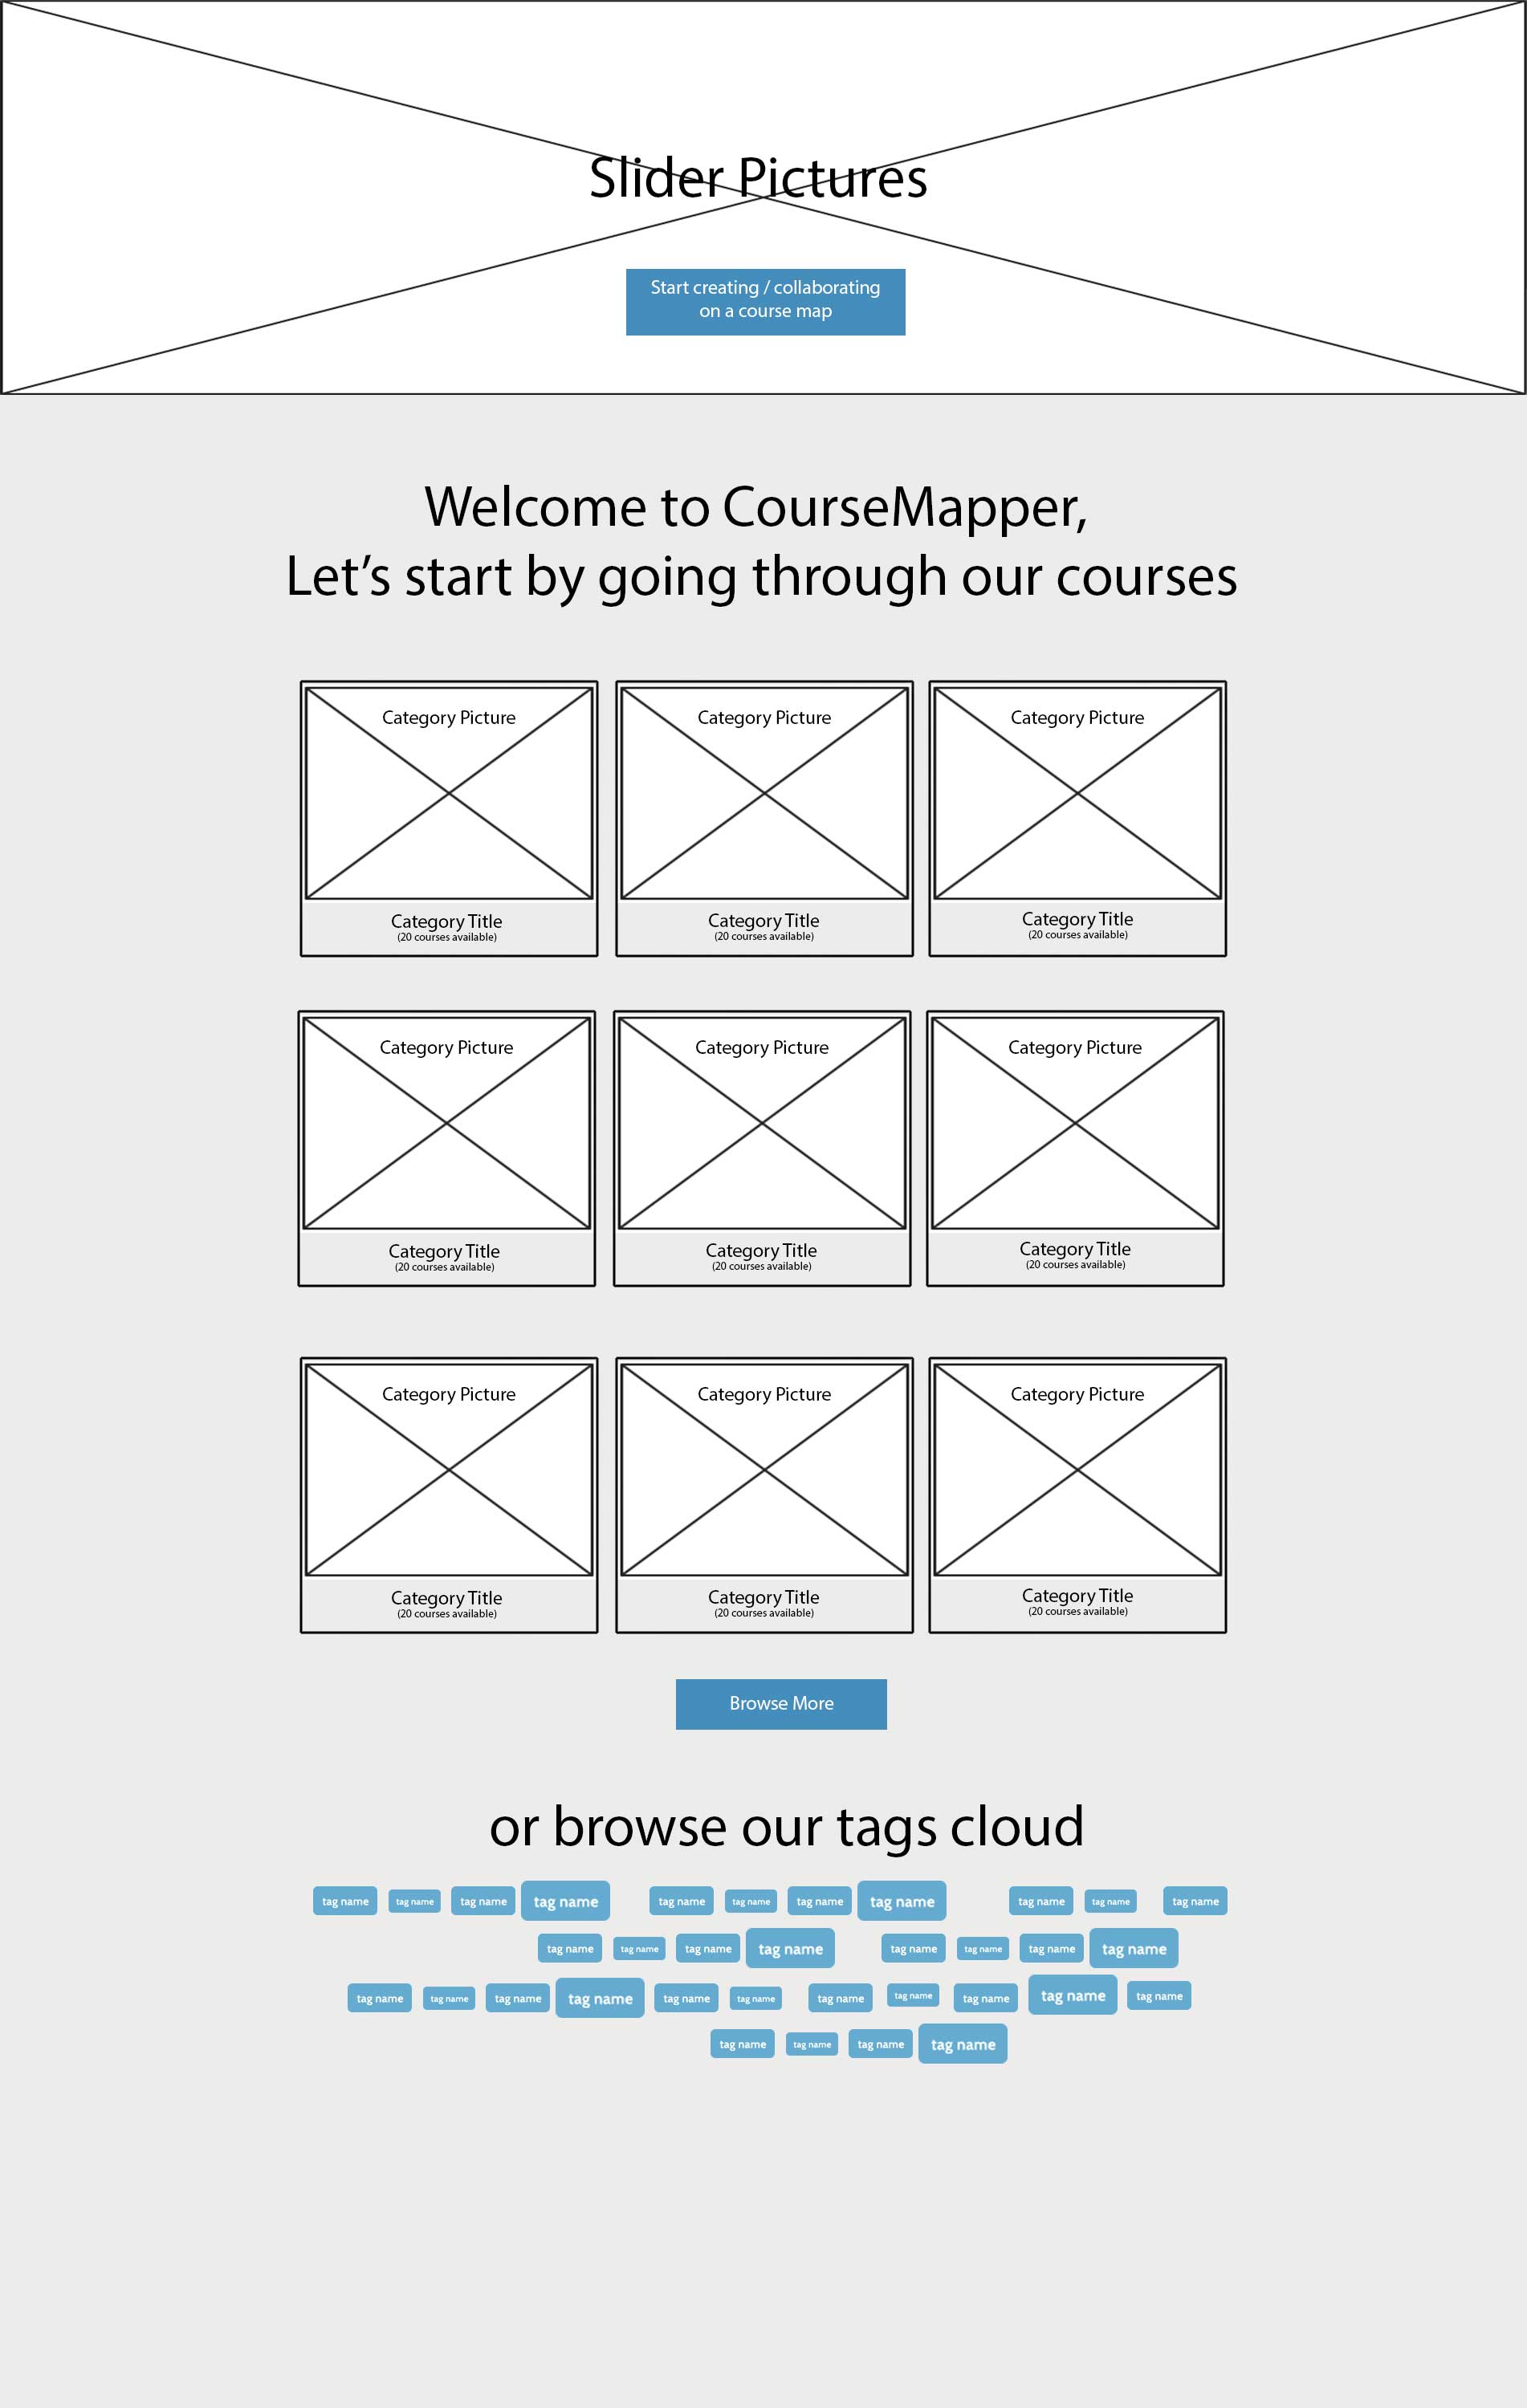 Slider Pictures
Start creating / collaborating
on a course map
Welcome to CourseMapper,
Let’s start by going through our courses
Category Picture
Category Picture
Category Picture
Category Title
(20 courses available)
Category Title
(20 courses available)
Category Title
(20 courses available)
Category Picture
Category Picture
Category Picture
Category Title
(20 courses available)
Category Title
(20 courses available)
Category Title
(20 courses available)
Category Picture
Category Picture
Category Picture
Category Title
(20 courses available)
Category Title
(20 courses available)
Category Title
(20 courses available)
Browse More
or browse our tags cloud
tag name tag name tag name tag name tag name tag name tag name tag name tag name tag name tag name
tag name tag name tag name tag name tag name tag name tag name tag name
tag name tag name tag name tag name tag name tag name tag name tag name tag name tag name tag name
tag name tag name tag name tag name